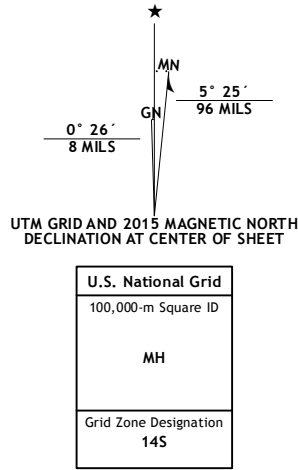 MN
GN
5° 25´
96 MILS
0° 26´
8 MILS
UTM GRID AND 2015 MAGNETIC NORTH
DECLINATION AT CENTER OF SHEET
U.S. National Grid
100,000-m Square ID
MH
Grid Zone Designation
14S